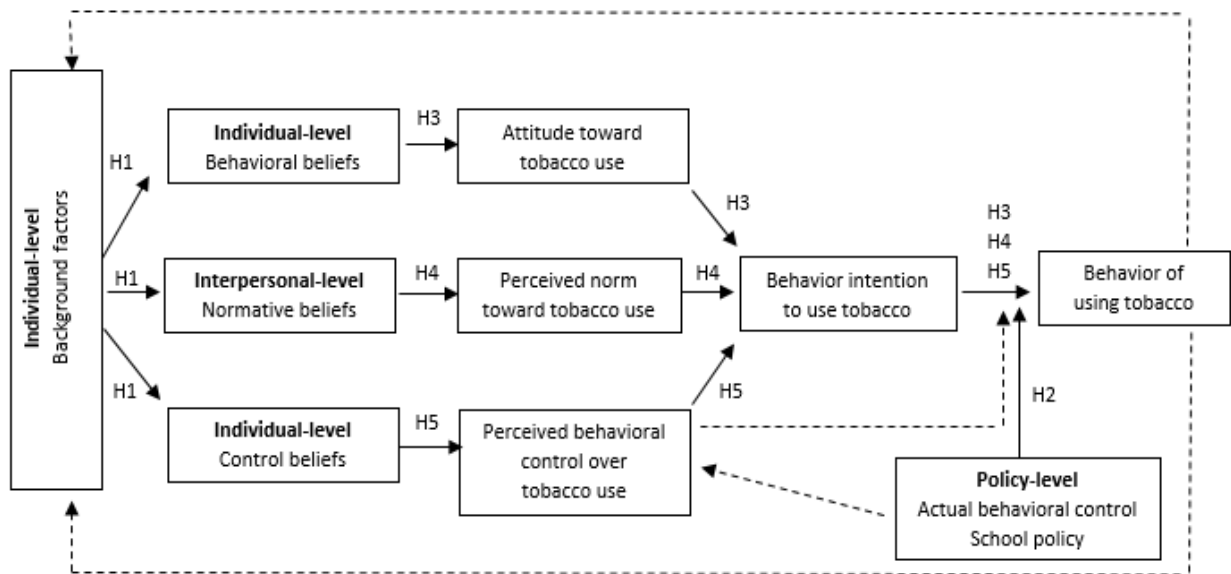 Individual-level
Background factors
H1
H1
H1
Individual-level
Behavioral beliefs
H3
Attitude toward
tobacco use
H3
Interpersonal-level
Normative beliefs
H4
Perceived norm
toward tobacco use
H4
Individual-level
Control beliefs
H5
Perceived behavioral
control over
tobacco use
H5
Behavior intention
to use tobacco
H3
H4
H5
Behavior of
using tobacco
H2
Policy-level
Actual behavioral control
School policy